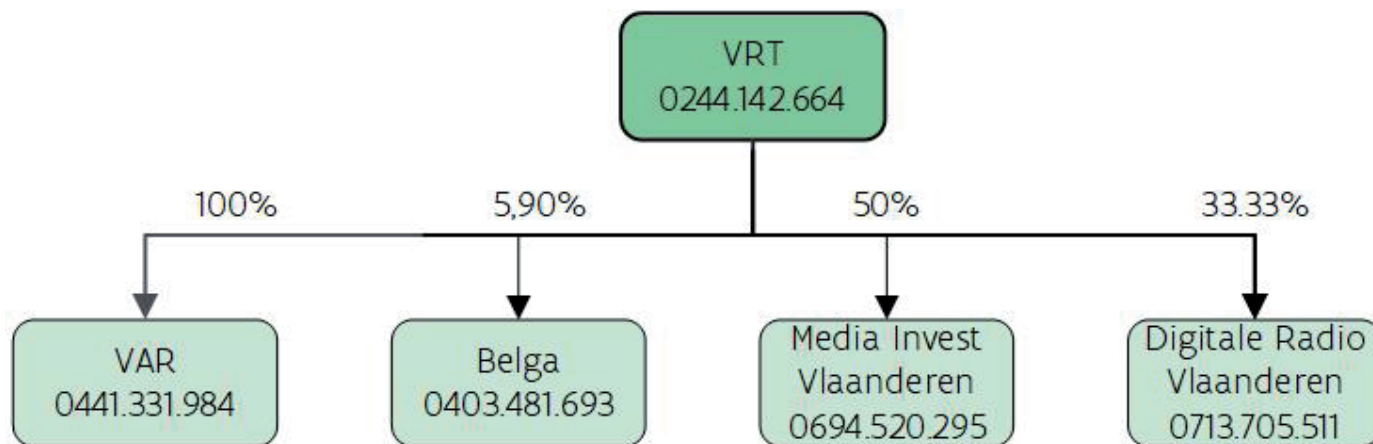 VRT
0244.142.664
100%
5,90%
50%
33.33%
VAR
0441.331.984
Belga
0403.481.693
Media Invest
Vlaanderen
0694.520.295
Digitale Radio
Vlaanderen
0713.705.511